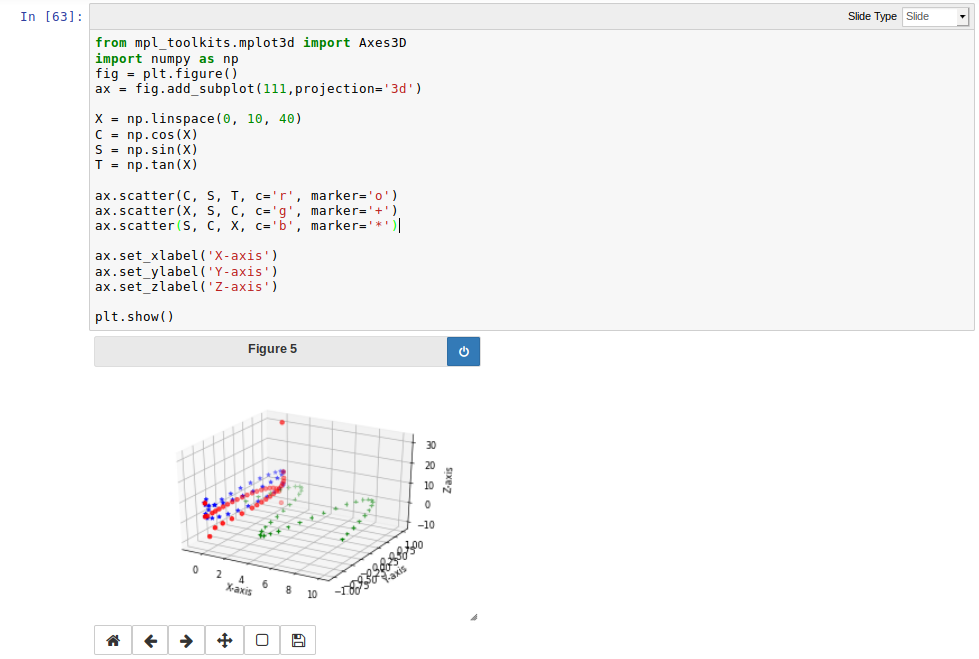 In [63]:
Slide Type Slide
from mpl_toolkits.mplot3d import Axes3D
import numpy as np
fig = plt.figure()
ax = fig.add_subplot(111,projection='3d')
X = np.linspace(0, 10, 40)
C = np.cos(X)
S = np.sin(X)
T = np.tan(X)
ax.scatter(C, S, T, c='r', marker='o')
ax.scatter(X, S, C, c='g', marker='+')
ax.scatter(S, C, X, c='b', marker='*')
ax.set_xlabel('X-axis')
ax.set_ylabel('Y-axis')
ax.set_zlabel('Z-axis')
plt.show()
Figure 5
30
20
10
0
−10
Z-axis
0 2 4 6 8 10
X-axis
−1.00
−0.75
−0.50
−0.25
0.00
0.25
0.50
0.75
1.00
Y-axis